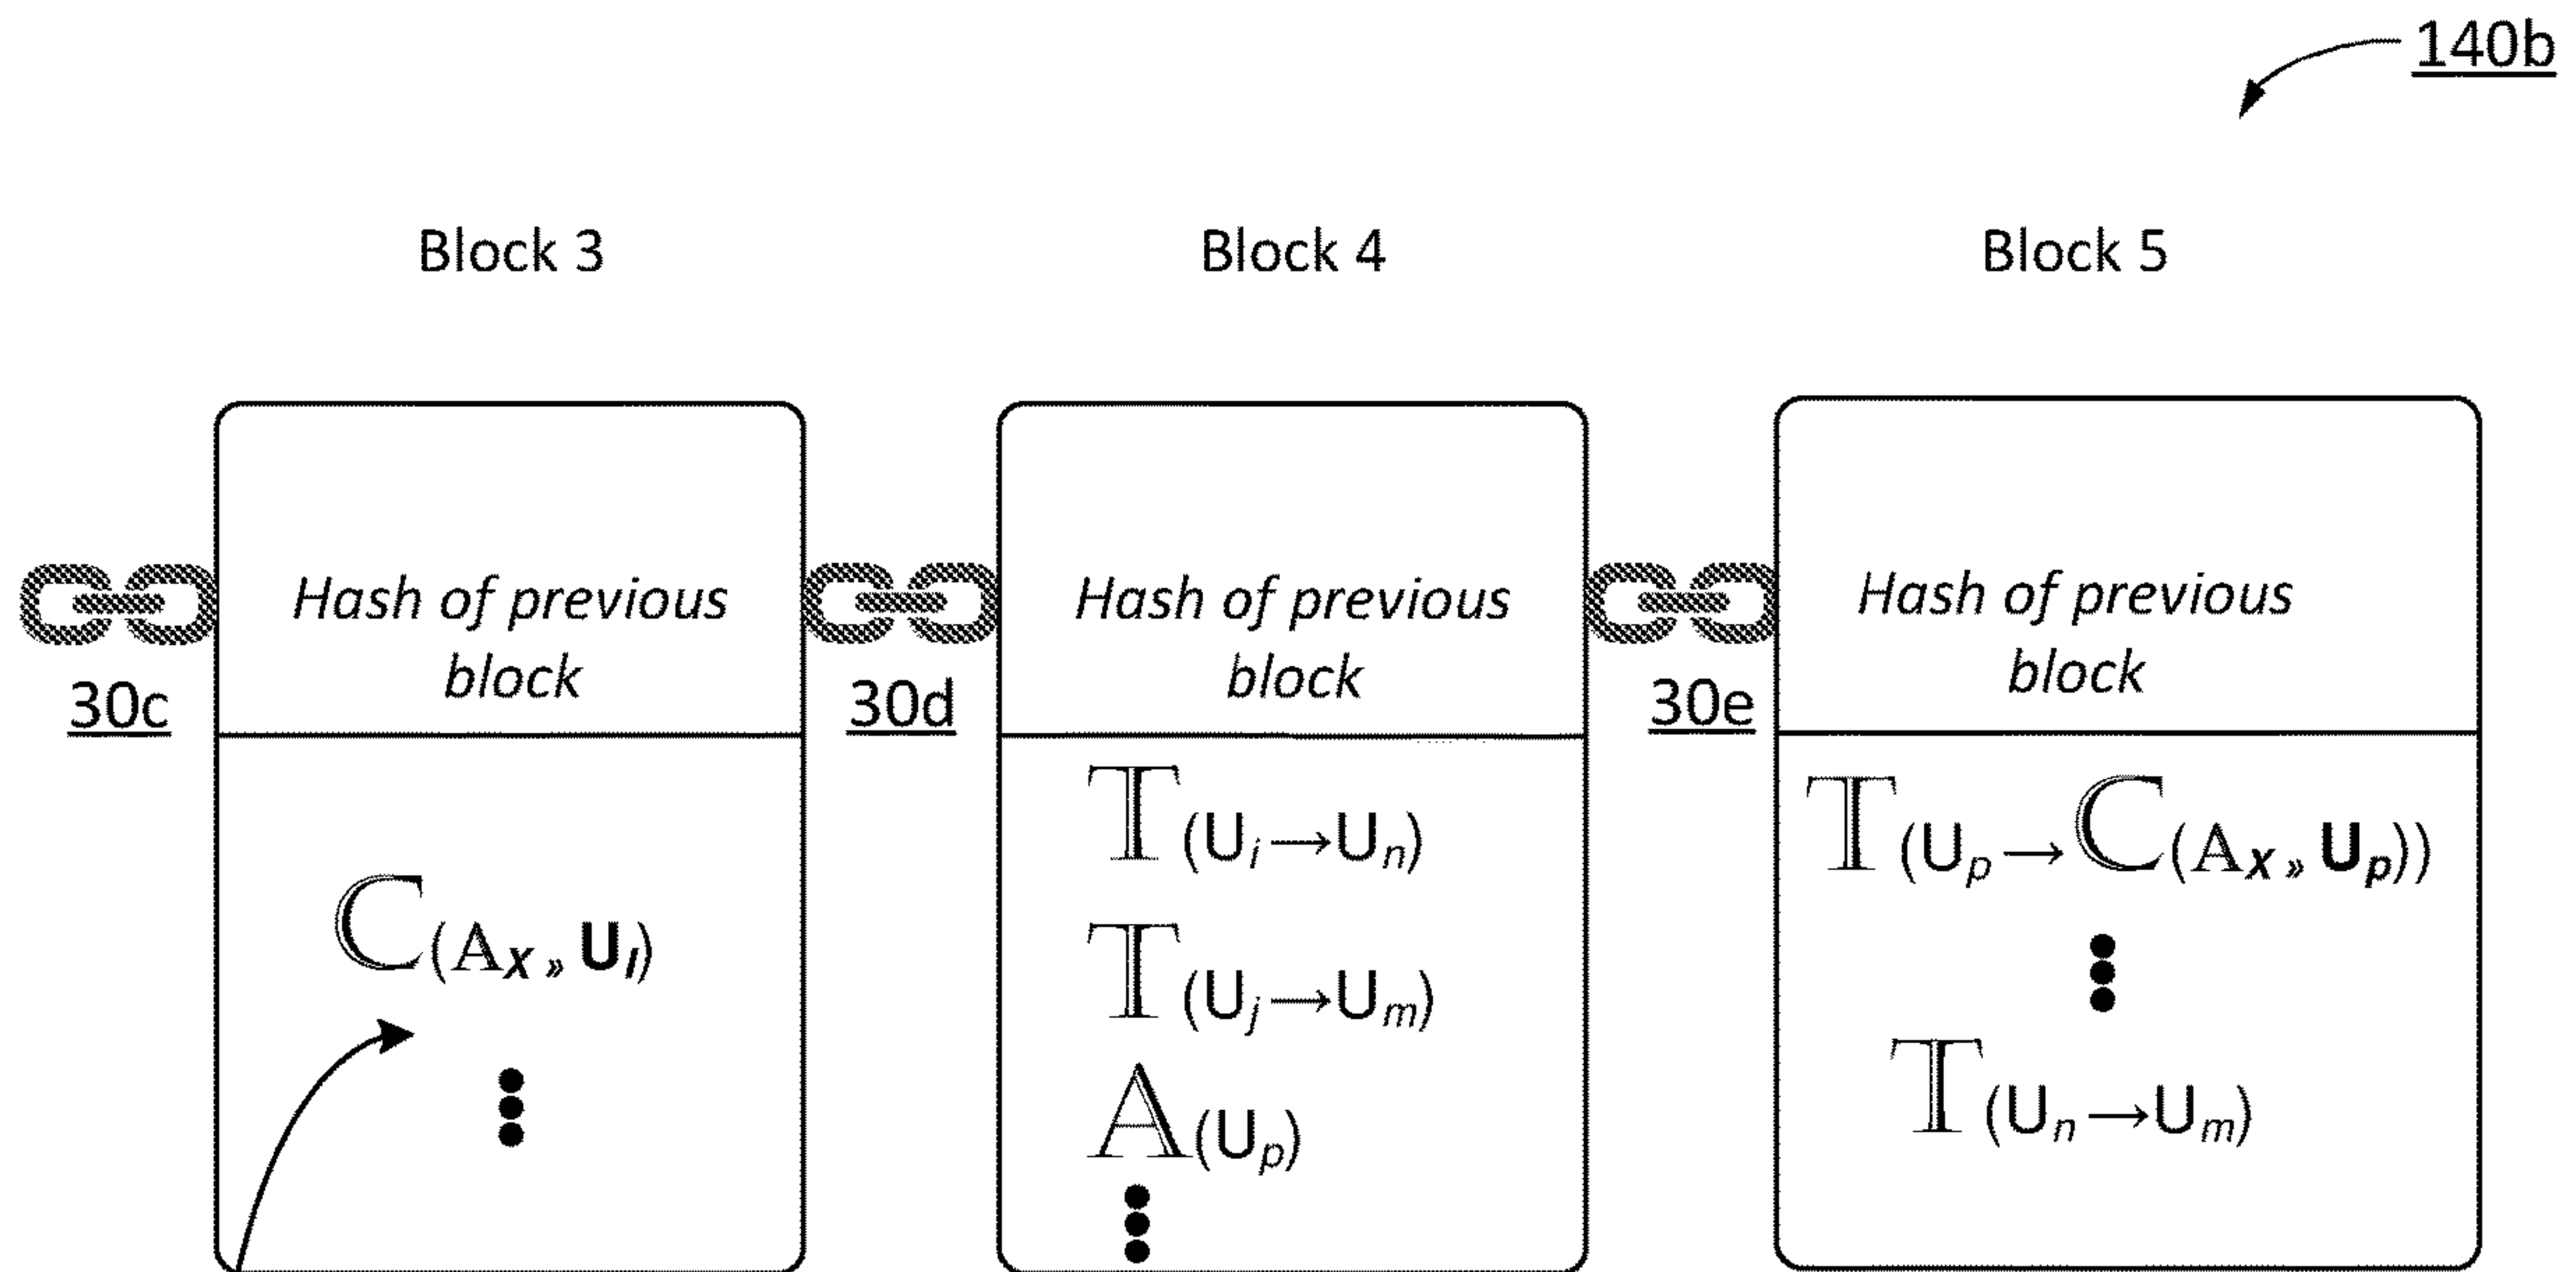 140b
Block 3
Block 4
Block 5
Hash of previous
block
Hash of previous
block
Hash of previous
block
30c
30d
30e
ℂ(A𝑿 » U𝑰)
𝕋(Uᵢ→Uₙ)
𝕋(Uⱼ→Uₘ)
𝔸(Uₚ)
𝕋(Uₚ→ℂ(A𝑿 » Uₚ))
𝕋(Uₙ→Uₘ)